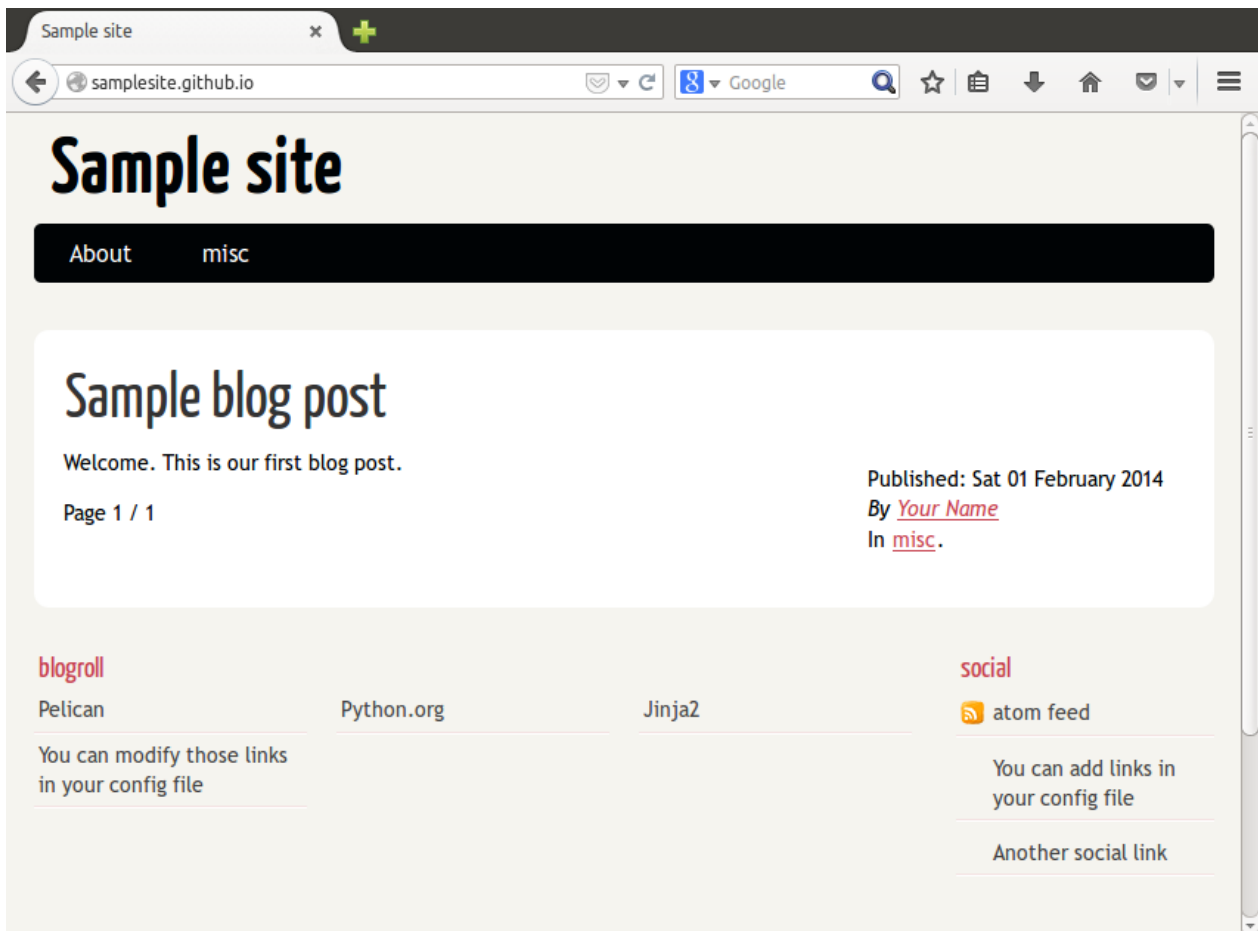 Sample site
samplesite.github.io
Google
Sample site
About misc
Sample blog post
Welcome. This is our first blog post.
Page 1 / 1
Published: Sat 01 February 2014
By Your Name
In misc.
blogroll
Pelican
Python.org
Jinja2
You can modify those links
in your config file
social
atom feed
You can add links in
your config file
Another social link